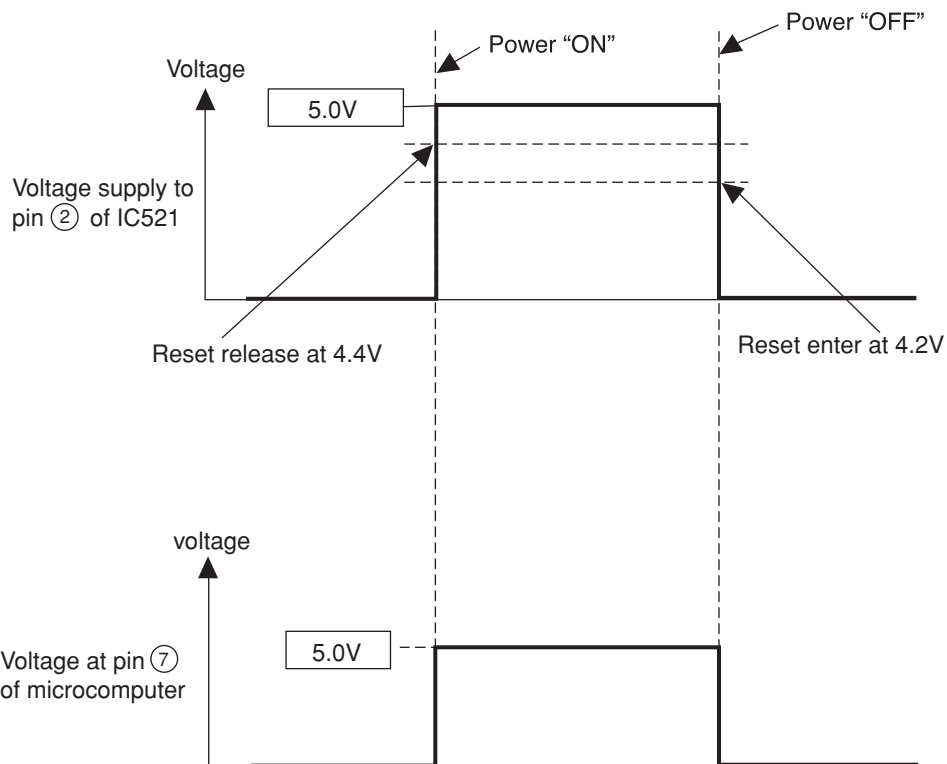 Power “OFF”
Power “ON”
Voltage
5.0V
Voltage supply to
pin ② of IC521
Reset release at 4.4V
Reset enter at 4.2V
voltage
5.0V
Voltage at pin ⑦
of microcomputer